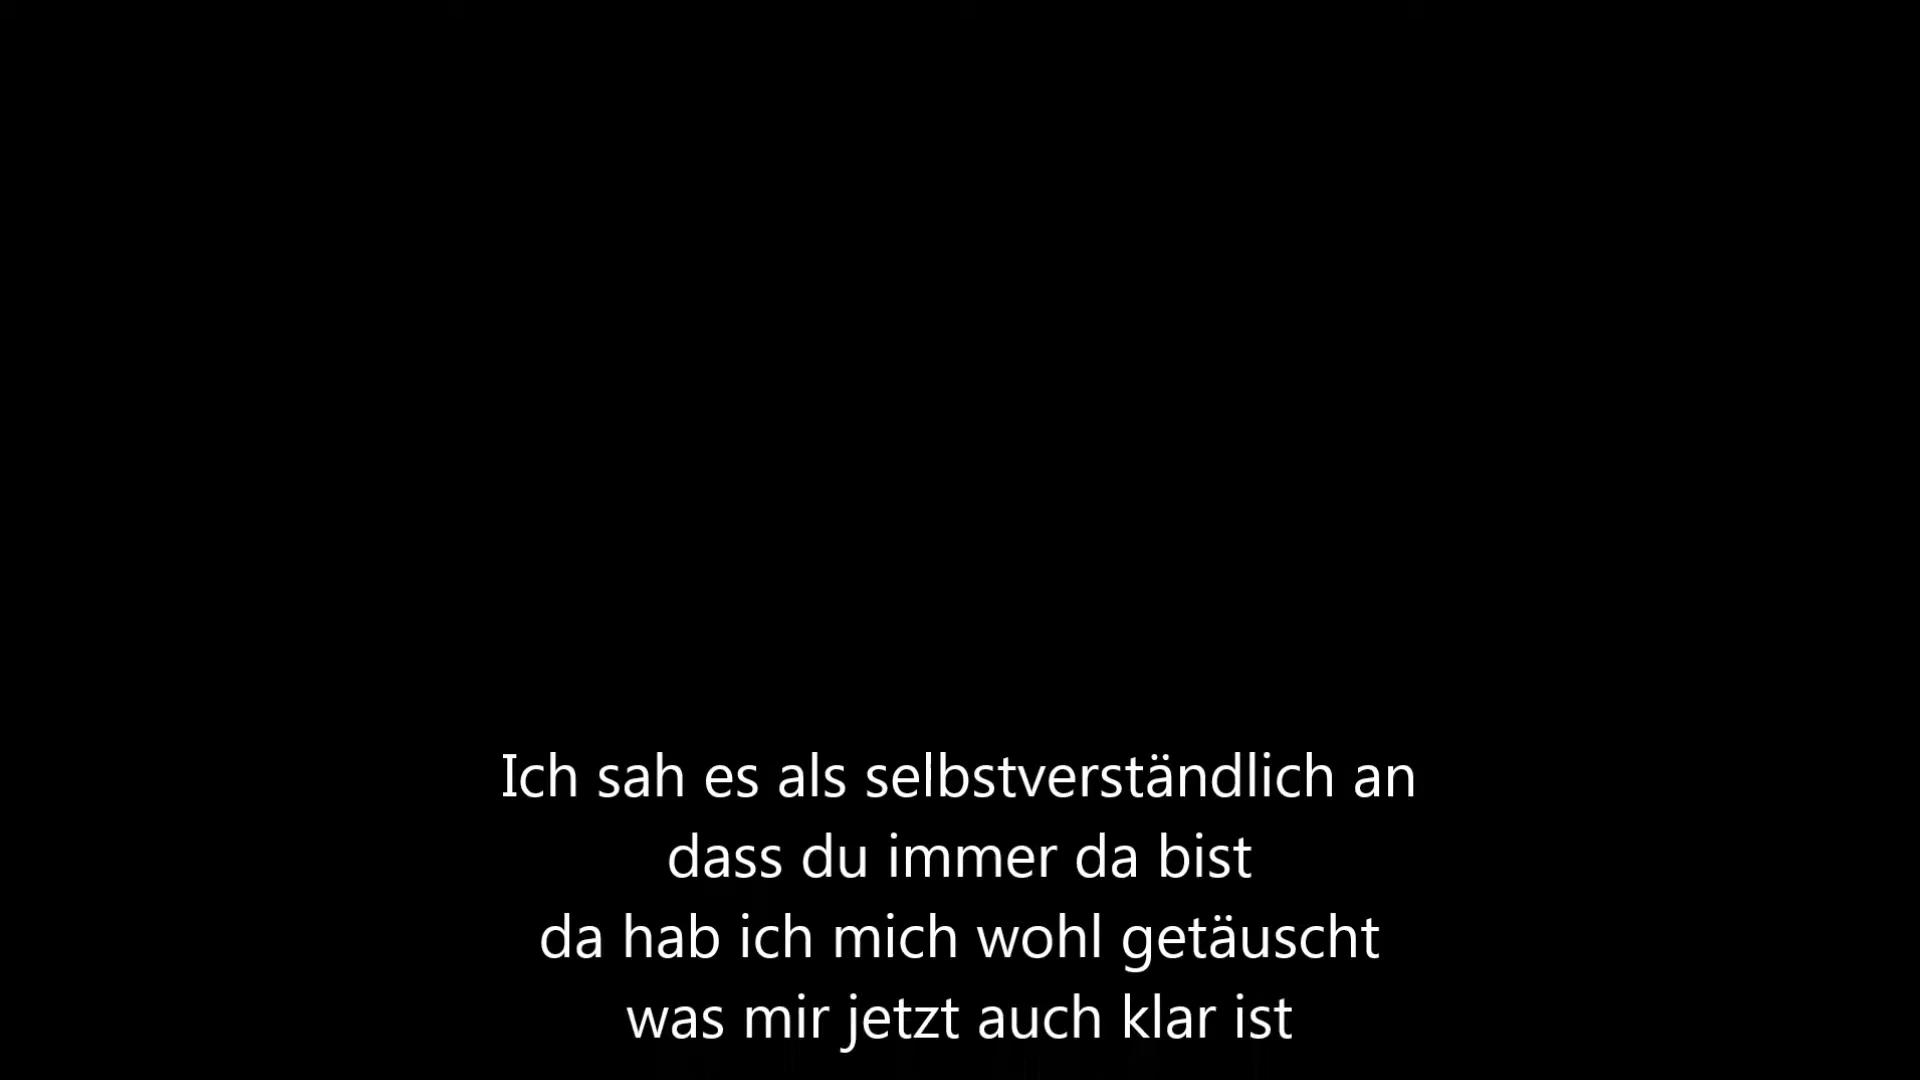 Ich sah es als selbstverständlich an
dass du immer da bist
da hab ich mich wohl getäuscht
was mir jetzt auch klar ist